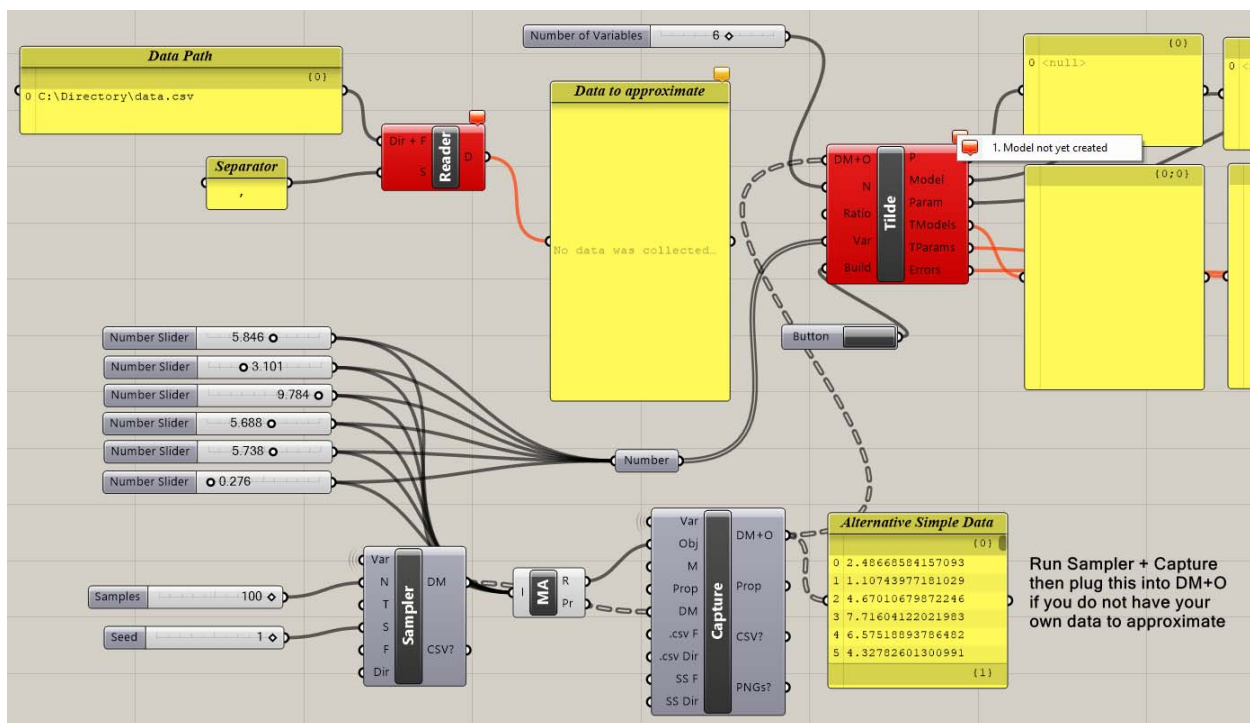 Number of Variables
6
{0}
0 <null>
0 <
Data Path
{0}
0 C:\Directory\data.csv
Data to approximate
No data was collected…
Dir + F
S
Reader
D
Separator
,
1. Model not yet created
DM+O
N
Ratio
Var
Build
Tilde
P
Model
Param
TModels
TParams
Errors
{0;0}
Button
Number Slider
5.846
Number Slider
3.101
Number Slider
9.784
Number Slider
5.688
Number Slider
5.738
Number Slider
0.276
Number
Samples
100
Seed
1
Var
N
T
S
F
Dir
Sampler
DM
CSV?
I
MA
R
Pr
Var
Obj
M
Prop
DM
.csv F
.csv Dir
SS F
SS Dir
Capture
DM+O
Prop
CSV?
PNGs?
Alternative Simple Data
{0}
0 2.48668584157093
1 1.10743977181029
2 4.67010679872246
3 7.71604122021983
4 6.57518893786482
5 4.32782601300991
{1}
Run Sampler + Capture
then plug this into DM+O
if you do not have your
own data to approximate